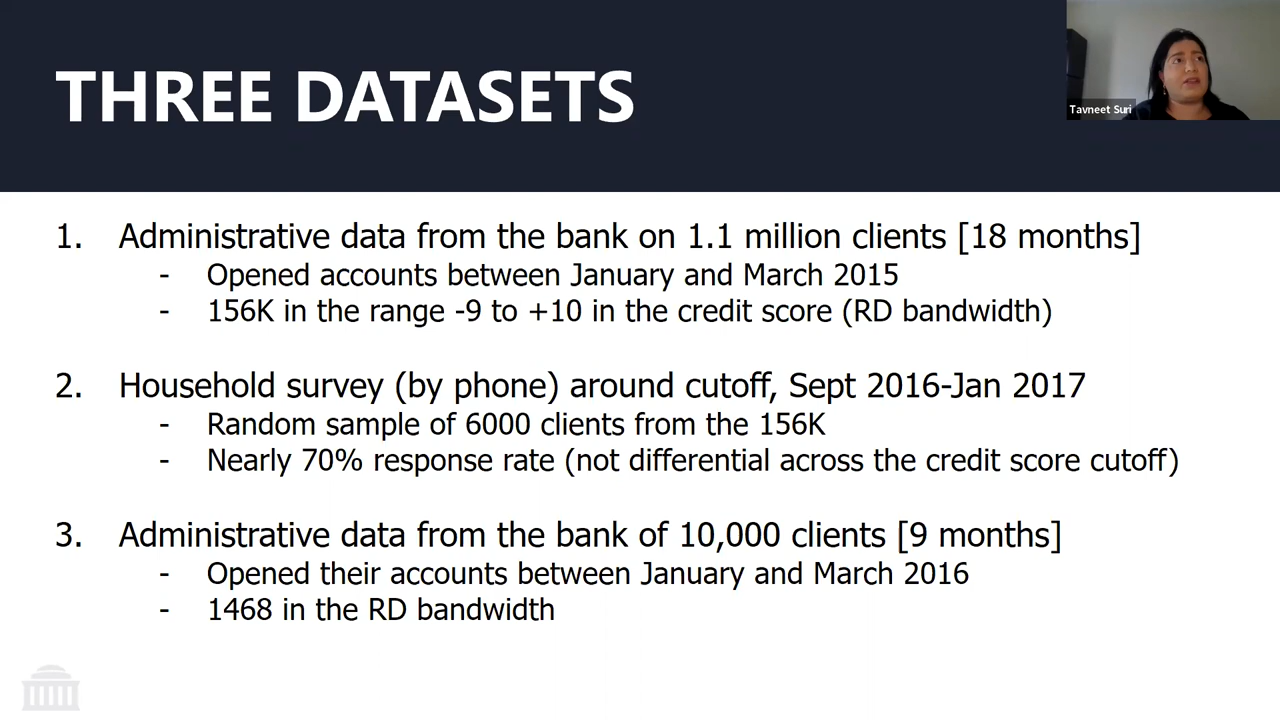 THREE DATASETS
Tavneet Suri
1. Administrative data from the bank on 1.1 million clients [18 months]
- Opened accounts between January and March 2015
- 156K in the range -9 to +10 in the credit score (RD bandwidth)
2. Household survey (by phone) around cutoff, Sept 2016-Jan 2017
- Random sample of 6000 clients from the 156K
- Nearly 70% response rate (not differential across the credit score cutoff)
3. Administrative data from the bank of 10,000 clients [9 months]
- Opened their accounts between January and March 2016
- 1468 in the RD bandwidth